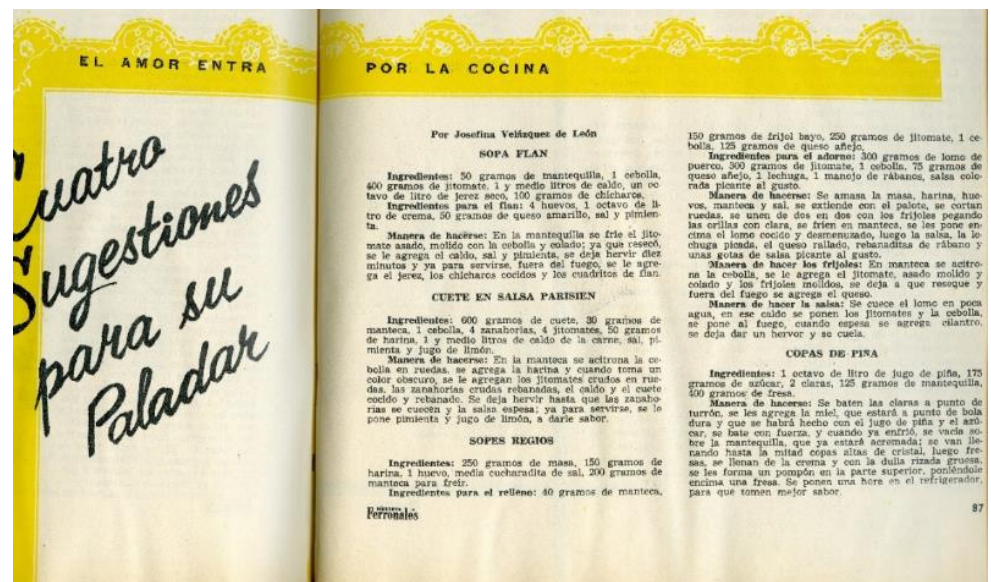 EL AMOR ENTRA
Cuatro
Sugestiones
para su
Paladar
POR LA COCINA
Por Josefina Velázquez de León
SOPA FLAN
Ingredientes: 50 gramos de mantequilla, 1 cebolla,
400 gramos de jitomate, 1 y medio litros de caldo, un oc-
tavo de litro de jerez seco, 100 gramos de chícharos.
Ingredientes para el flan: 4 huevos, 1 octavo de li-
tro de crema, 50 gramos de queso amarillo, sal y pimien-
ta.
Manera de hacerse: En la mantequilla se fríe el jito-
mate asado, molido con la cebolla y colado; ya que resecó,
se le agrega el caldo, sal y pimienta, se deja hervir diez
minutos y ya para servirse, fuera del fuego, se le agre-
ga el jerez, los chícharos cocidos y los cuadritos de flan.
CUETE EN SALSA PARISIEN
Ingredientes: 600 gramos de cuete, 30 gramos de
manteca, 1 cebolla, 4 zanahorias, 4 jitomates, 50 gramos
de harina, 1 y medio litros de caldo de la carne, sal, pi-
mienta y jugo de limón.
Manera de hacerse: En la manteca se acitrona la ce-
bolla en ruedas, se agrega la harina y cuando toma un
color obscuro, se le agregan los jitomates crudos en rue-
das, las zanahorias crudas rebanadas, el caldo y el cuete
cocido y rebanado. Se deja hervir hasta que las zanaho-
rias se cuecen y la salsa espesa; ya para servirse, se le
pone pimienta y jugo de limón, a darle sabor.
SOPES REGIOS
Ingredientes: 250 gramos de masa, 150 gramos de
harina, 1 huevo, media cucharadita de sal, 200 gramos de
manteca para freir.
Ingredientes para el relleno: 40 gramos de manteca,
Ferronales
150 gramos de frijol bayo, 250 gramos de jitomate, 1 ce-
bolla, 125 gramos de queso añejo.
Ingredientes para el adorno: 300 gramos de lomo de
puerco, 300 gramos de jitomate, 1 cebolla, 75 gramos de
queso añejo, 1 lechuga, 1 manojo de rábanos, salsa colo-
rada picante al gusto.
Manera de hacerse: Se amasa la masa, harina, hue-
vos, manteca y sal, se extiende con el palote, se cortan
ruedas, se unen de dos en dos con los frijoles pegando
las orillas con clara, se fríen en manteca, se les pone en-
cima el lomo cocido y desmenuzado, luego la salsa, la le-
chuga picada, el queso rallado, rebanaditas de rábano y
unas gotas de salsa picante al gusto.
Manera de hacer los frijoles: En manteca se acitro-
na la cebolla, se le agrega el jitomate, asado molido y
colado y los frijoles molidos, se deja a que reseque y
fuera del fuego se agrega el queso.
Manera de hacer la salsa: Se cuece el lomo en poca
agua, en ese caldo se ponen los jitomates y la cebolla,
se pone al fuego, cuando espesa se agrega cilantro,
se deja dar un hervor y se cuela.
COPAS DE PIÑA
Ingredientes: 1 octavo de litro de jugo de piña, 175
gramos de azúcar, 2 claras, 125 gramos de mantequilla,
400 gramos de fresa.
Manera de hacerse: Se baten las claras a punto de
turrón, se les agrega la miel, que estará a punto de bola
dura y que se habrá hecho con el jugo de piña y el azú-
car, se bate con fuerza, y cuando ya enfrió, se vacía so-
bre la mantequilla, que ya estará acremada; se van lle-
nando hasta la mitad copas altas de cristal, luego fre-
sas, se llenan de la crema y con la dulla rizada gruesa,
se les forma un pompón en la parte superior, poniéndole
encima una fresa. Se ponen una hora en el refrigerador,
para que tomen mejor sabor.
87